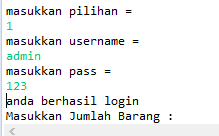 masukkan pilihan =
1
masukkan username =
admin
masukkan pass =
123
anda berhasil login
Masukkan Jumlah Barang :